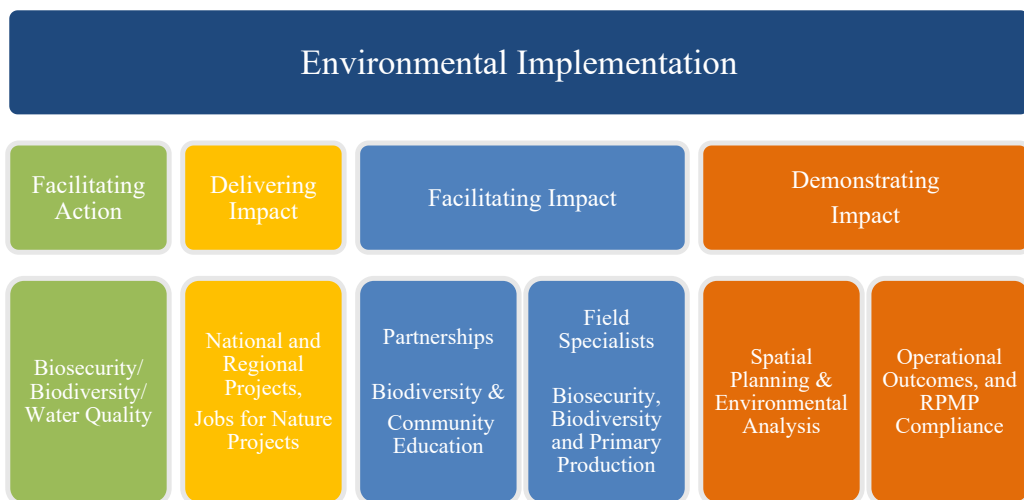 Environmental Implementation
Facilitating
Action
Delivering
Impact
Facilitating Impact
Demonstrating
Impact
Biosecurity/
Biodiversity/
Water Quality
National and
Regional
Projects,
Jobs for Nature
Projects
Partnerships
Biodiversity &
Community
Education
Field
Specialists
Biosecurity,
Biodiversity
and Primary
Production
Spatial
Planning &
Environmental
Analysis
Operational
Outcomes, and
RPMP
Compliance